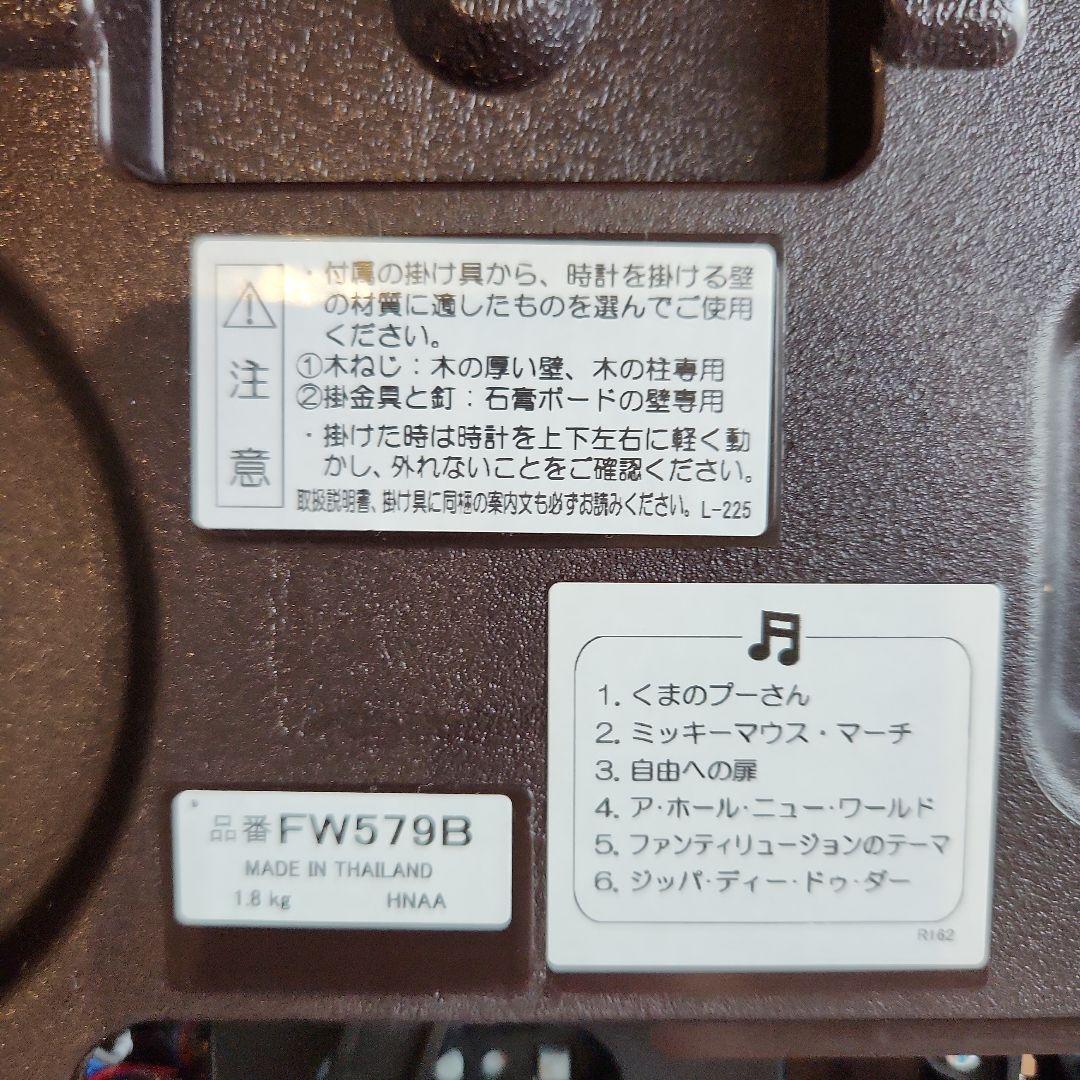 注意
・付属の掛け具から、時計を掛ける壁
の材質に適したものを選んでご使用
ください。
①木ねじ：木の厚い壁、木の柱専用
②掛金具と釘：石膏ボードの壁専用
・掛けた時は時計を上下左右に軽く動
かし、外れないことをご確認ください。
取扱説明書、掛け具に同梱の案内文も必ずお読みください。L-225
1. くまのプーさん
2. ミッキーマウス・マーチ
3. 自由への扉
4. ア・ホール・ニュー・ワールド
5. ファンティリュージョンのテーマ
6. ジッパ・ディー・ドゥ・ダー
R162
品番FW579B
MADE IN THAILAND
1.8 kg HNAA